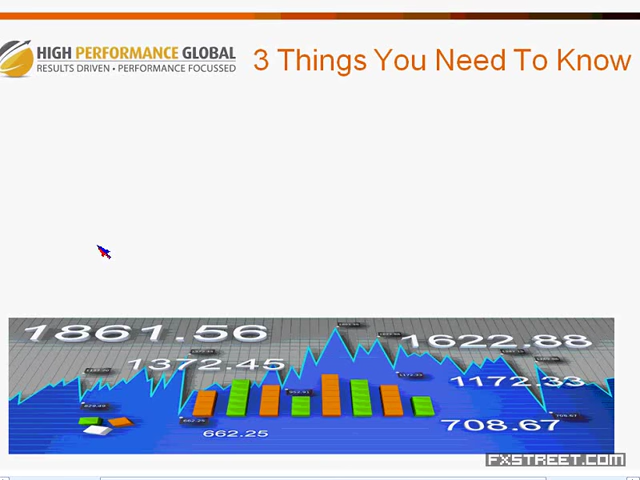 HIGH PERFORMANCE GLOBAL
RESULTS DRIVEN • PERFORMANCE FOCUSSED
3 Things You Need To Know
1861.56
1622.88
1372.45
1172.33
708.67
662.25
FXSTREET.COM